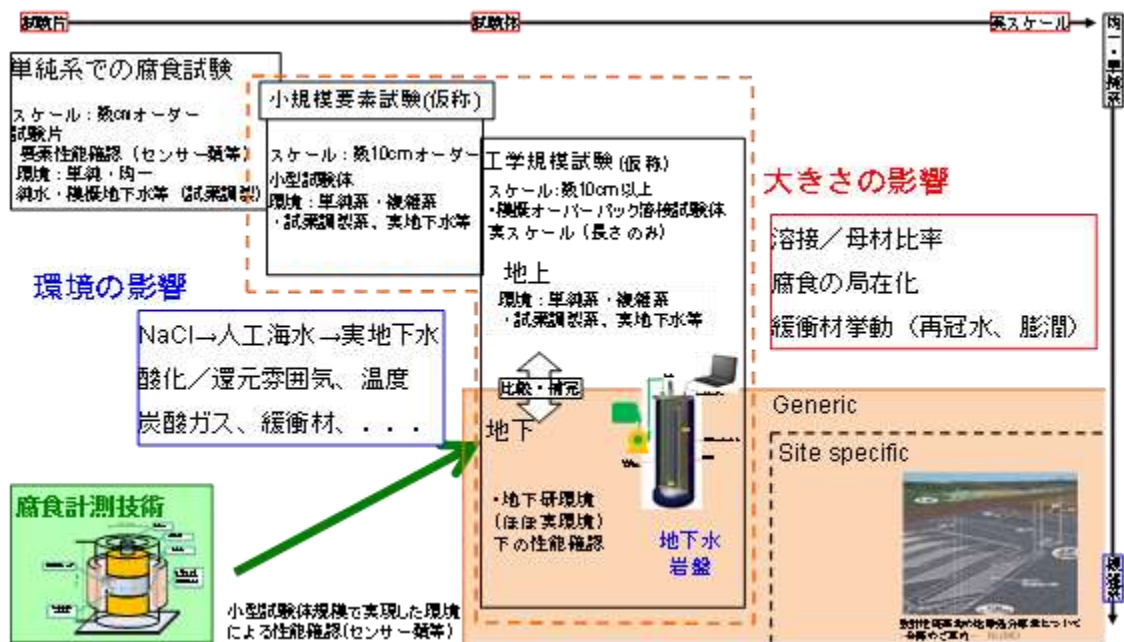 試験片
試験体
実スケール
均一・単純系
単純系での腐食試験
スケール：数cmオーダー
試験片
要素性能確認（センサー類等）
環境：単純・均一
純水・模擬地下水等（試薬調製）
小規模要素試験(仮称)
スケール：数10cmオーダー
小型試験体
環境：単純系・複雑系
・試薬調製系、実地下水等
工学規模試験(仮称)
スケール：数10cm以上
・模擬オーバーパック溶接試験体
実スケール（長さのみ）
地上
環境：単純系・複雑系
・試薬調製系、実地下水等
大きさの影響
溶接／母材比率
腐食の局在化
緩衝材挙動（再冠水、膨潤）
環境の影響
NaCl→人工海水→実地下水
酸化／還元雰囲気、温度
炭酸ガス、緩衝材、．．．
比較・補完
地下
・地下研環境
(ほぼ実環境)
下の性能確認
地下水
岩盤
Generic
Site specific
複雑系
腐食計測技術
小型試験体規模で実現した環境
による性能確認(センサー類等)